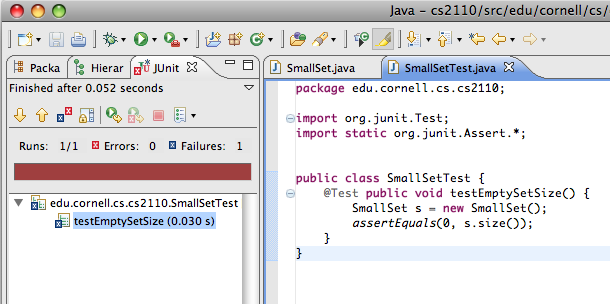 Java - cs2110/src/edu/cornell/cs/
Packa
Hierar
JUnit
Finished after 0.052 seconds
Runs: 1/1
Errors: 0
Failures: 1
edu.cornell.cs.cs2110.SmallSetTest
testEmptySetSize (0.030 s)
SmallSet.java
SmallSetTest.java
package edu.cornell.cs.cs2110;
import org.junit.Test;
import static org.junit.Assert.*;
public class SmallSetTest {
@Test public void testEmptySetSize() {
SmallSet s = new SmallSet();
assertEquals(0, s.size());
}
}